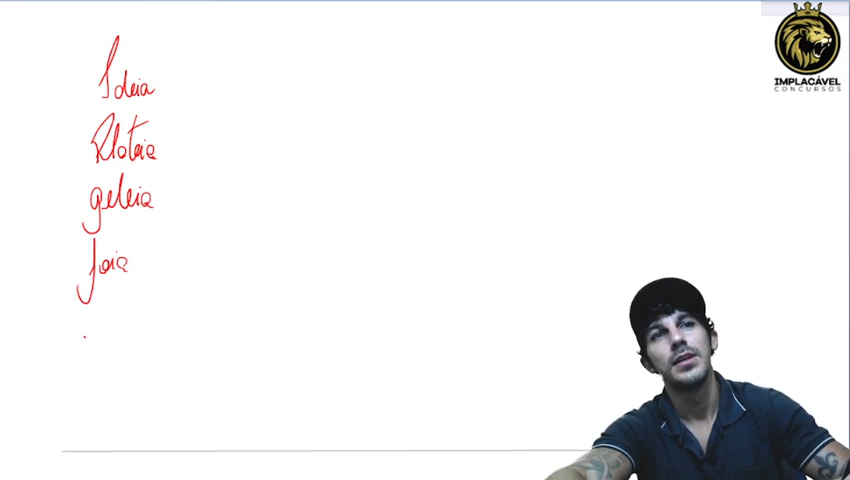 IMPLACÁVEL
CONCURSOS
Ideia
Plateia
geleia
joia